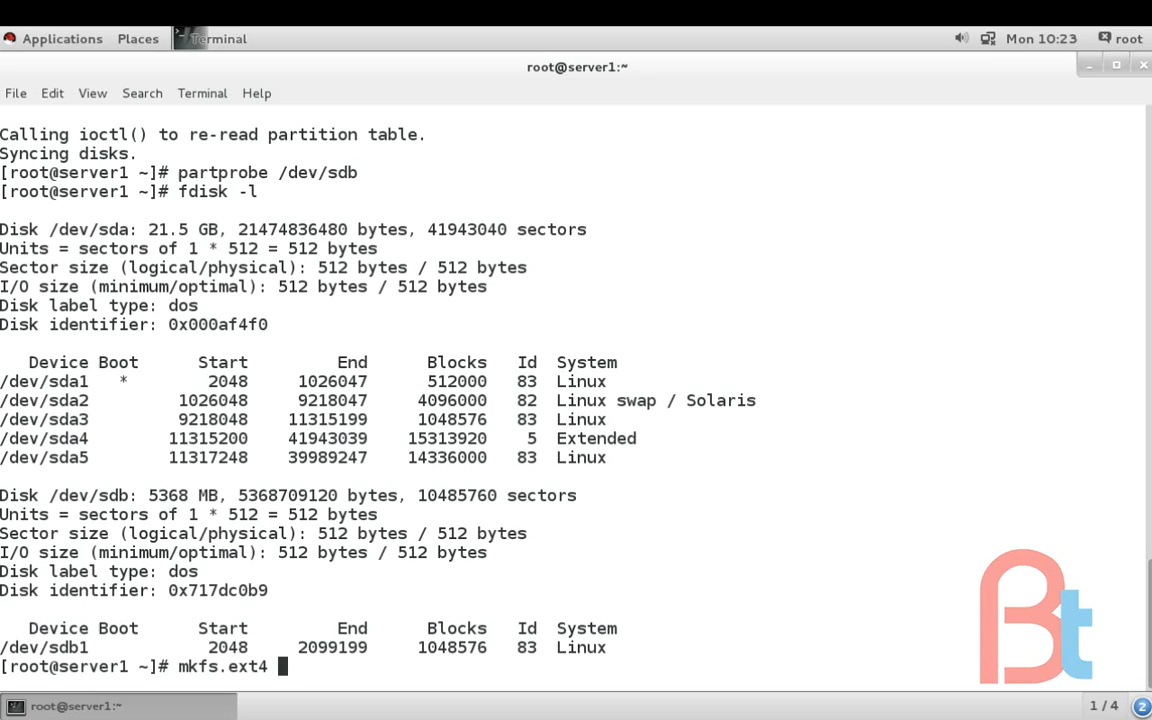 Applications Places Terminal Mon 10:23 root
root@server1:~
File Edit View Search Terminal Help
Calling ioctl() to re-read partition table.
Syncing disks.
[root@server1 ~]# partprobe /dev/sdb
[root@server1 ~]# fdisk -l
Disk /dev/sda: 21.5 GB, 21474836480 bytes, 41943040 sectors
Units = sectors of 1 * 512 = 512 bytes
Sector size (logical/physical): 512 bytes / 512 bytes
I/O size (minimum/optimal): 512 bytes / 512 bytes
Disk label type: dos
Disk identifier: 0x000af4f0
Device Boot Start End Blocks Id System
/dev/sda1 * 2048 1026047 512000 83 Linux
/dev/sda2 1026048 9218047 4096000 82 Linux swap / Solaris
/dev/sda3 9218048 11315199 1048576 83 Linux
/dev/sda4 11315200 41943039 15313920 5 Extended
/dev/sda5 11317248 39989247 14336000 83 Linux
Disk /dev/sdb: 5368 MB, 5368709120 bytes, 10485760 sectors
Units = sectors of 1 * 512 = 512 bytes
Sector size (logical/physical): 512 bytes / 512 bytes
I/O size (minimum/optimal): 512 bytes / 512 bytes
Disk label type: dos
Disk identifier: 0x717dc0b9
Device Boot Start End Blocks Id System
/dev/sdb1 2048 2099199 1048576 83 Linux
[root@server1 ~]# mkfs.ext4
Bt
root@server1:~ 1 / 4 2